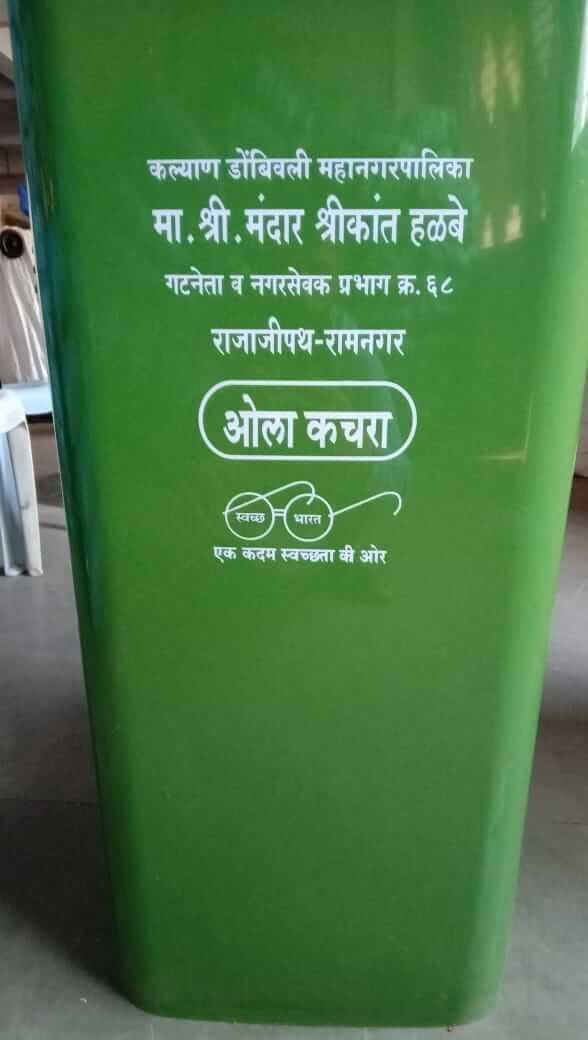 कल्याण डोंबिवली महानगरपालिका
मा.श्री.मंदार श्रीकांत हळबे
गटनेता व नगरसेवक प्रभाग क्र.६८
राजाजीपथ-रामनगर
ओला कचरा
स्वच्छ भारत
एक कदम स्वच्छता की ओर